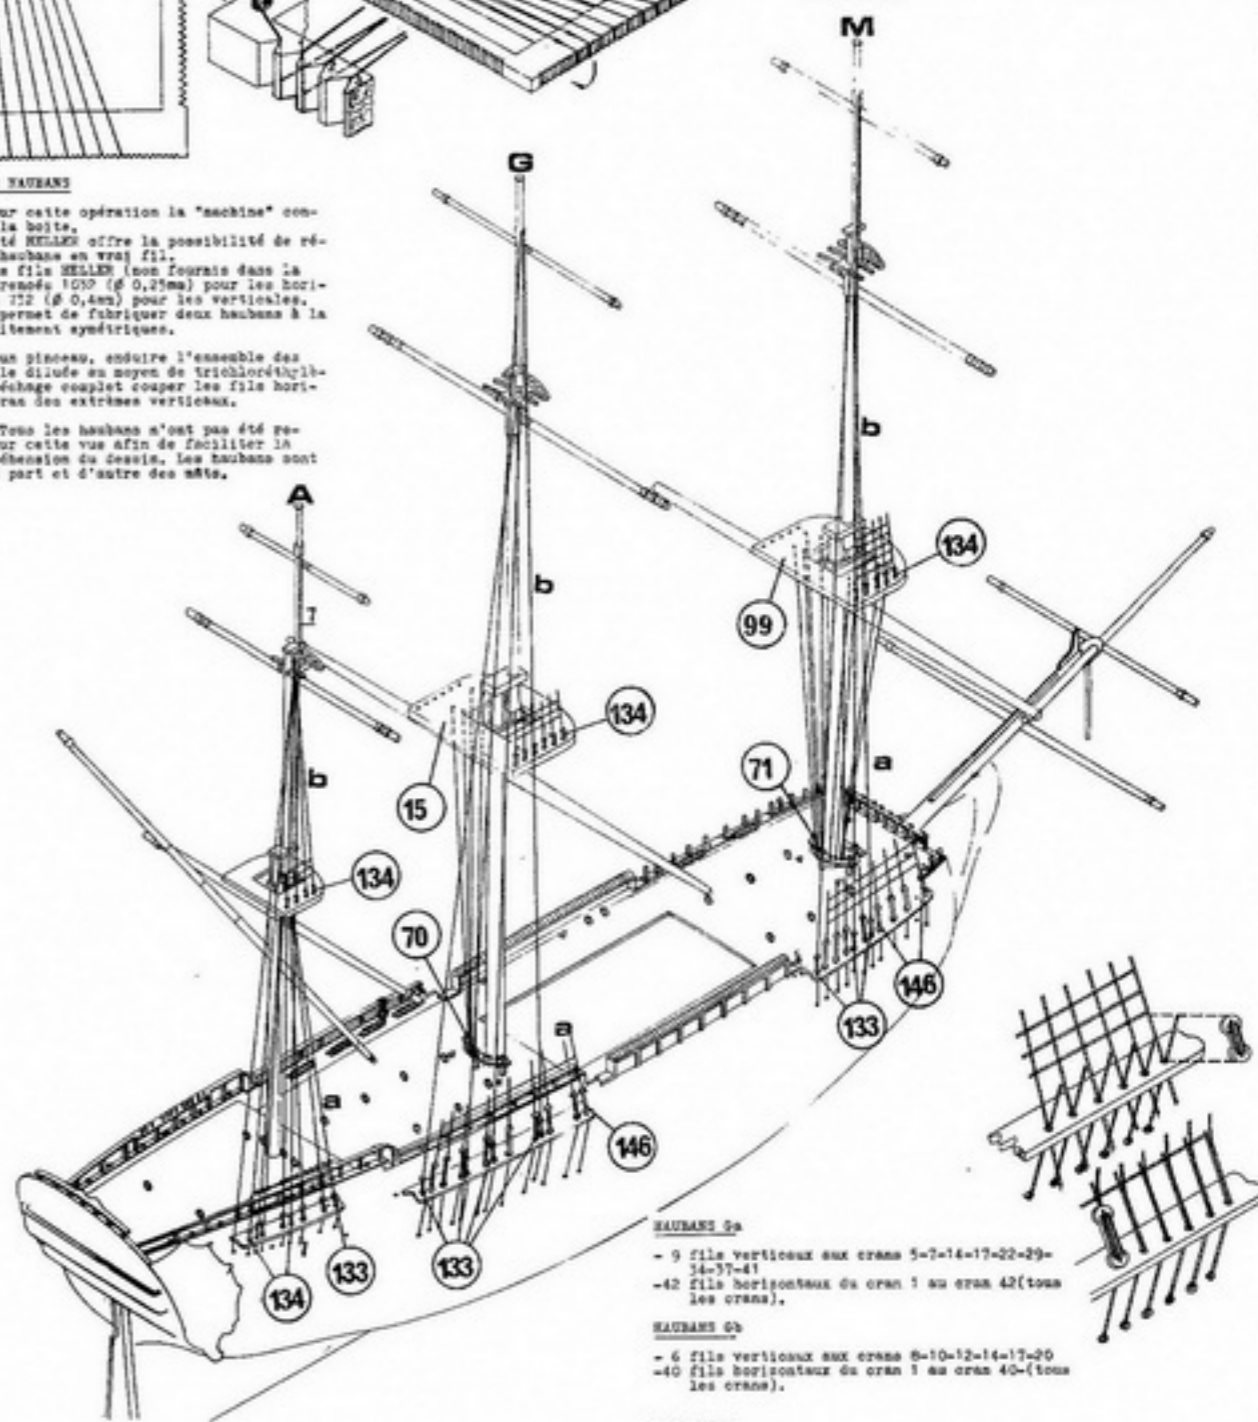 M
G
HAUBANS
ur cette opération la "machine" con-
la boite.
té HELLER offre la possibilité de ré-
haubans en vrai fil.
s fils HELLER (non fournis dans la
(Ø 0,25mm) pour les hori-
(Ø 0,4mm) pour les verticales.
permet de fabriquer deux haubans à la
itement symétriques.
un pinceau, enduire l'ensemble des
le diluée au moyen de
échage complet couper les fils hori-
ran des extrèmes verticaux.
Tous les haubans n'ont pas été re-
ur cette vue afin de faciliter la
éhension du dessin. Les haubans sont
part et d'autre des mâts.
A
b
b
b
134
99
134
15
71
a
134
70
146
133
a
a
146
133
134
133
HAUBANS Ga
- 9 fils verticaux aux crans 5-7-14-17-22-29-
34-37-41
-42 fils horizontaux du cran 1 au cran 42(tous
les crans).
HAUBANS Gb
- 6 fils verticaux aux crans 8-10-12-14-17-20
-40 fils horizontaux du cran 1 au cran 40-(tous
les crans).